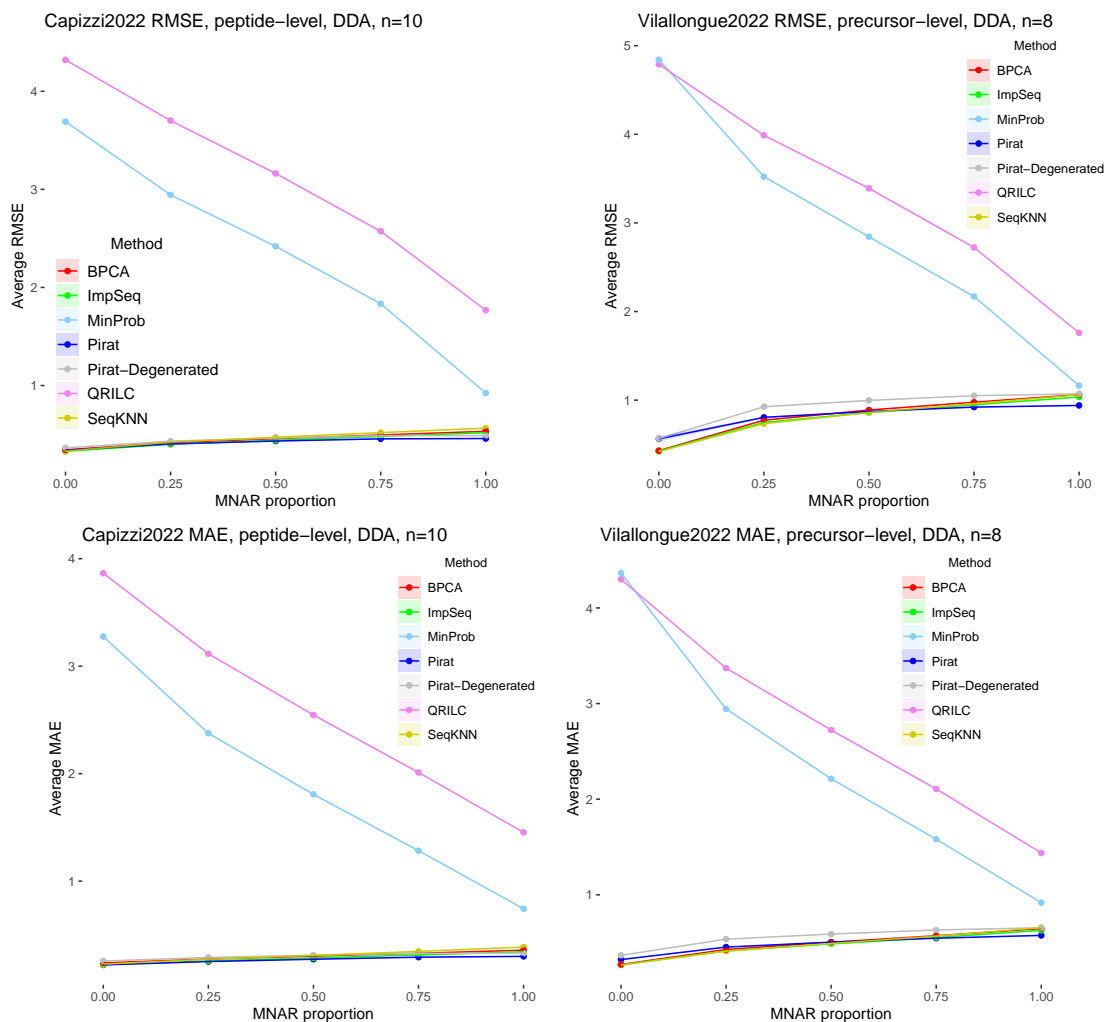 Capizzi2022 RMSE, peptide-level, DDA, n=10
Average RMSE
4
3
2
1
Method
BPCA
ImpSeq
MinProb
Pirat
Pirat-Degenerated
QRILC
SeqKNN
0.00 0.25 0.50 0.75 1.00
MNAR proportion
Vilallongue2022 RMSE, precursor-level, DDA, n=8
Average RMSE
5
4
3
2
1
Method
BPCA
ImpSeq
MinProb
Pirat
Pirat-Degenerated
QRILC
SeqKNN
0.00 0.25 0.50 0.75 1.00
MNAR proportion
Capizzi2022 MAE, peptide-level, DDA, n=10
Average MAE
4
3
2
1
Method
BPCA
ImpSeq
MinProb
Pirat
Pirat-Degenerated
QRILC
SeqKNN
0.00 0.25 0.50 0.75 1.00
MNAR proportion
Vilallongue2022 MAE, precursor-level, DDA, n=8
Average MAE
4
3
2
1
Method
BPCA
ImpSeq
MinProb
Pirat
Pirat-Degenerated
QRILC
SeqKNN
0.00 0.25 0.50 0.75 1.00
MNAR proportion